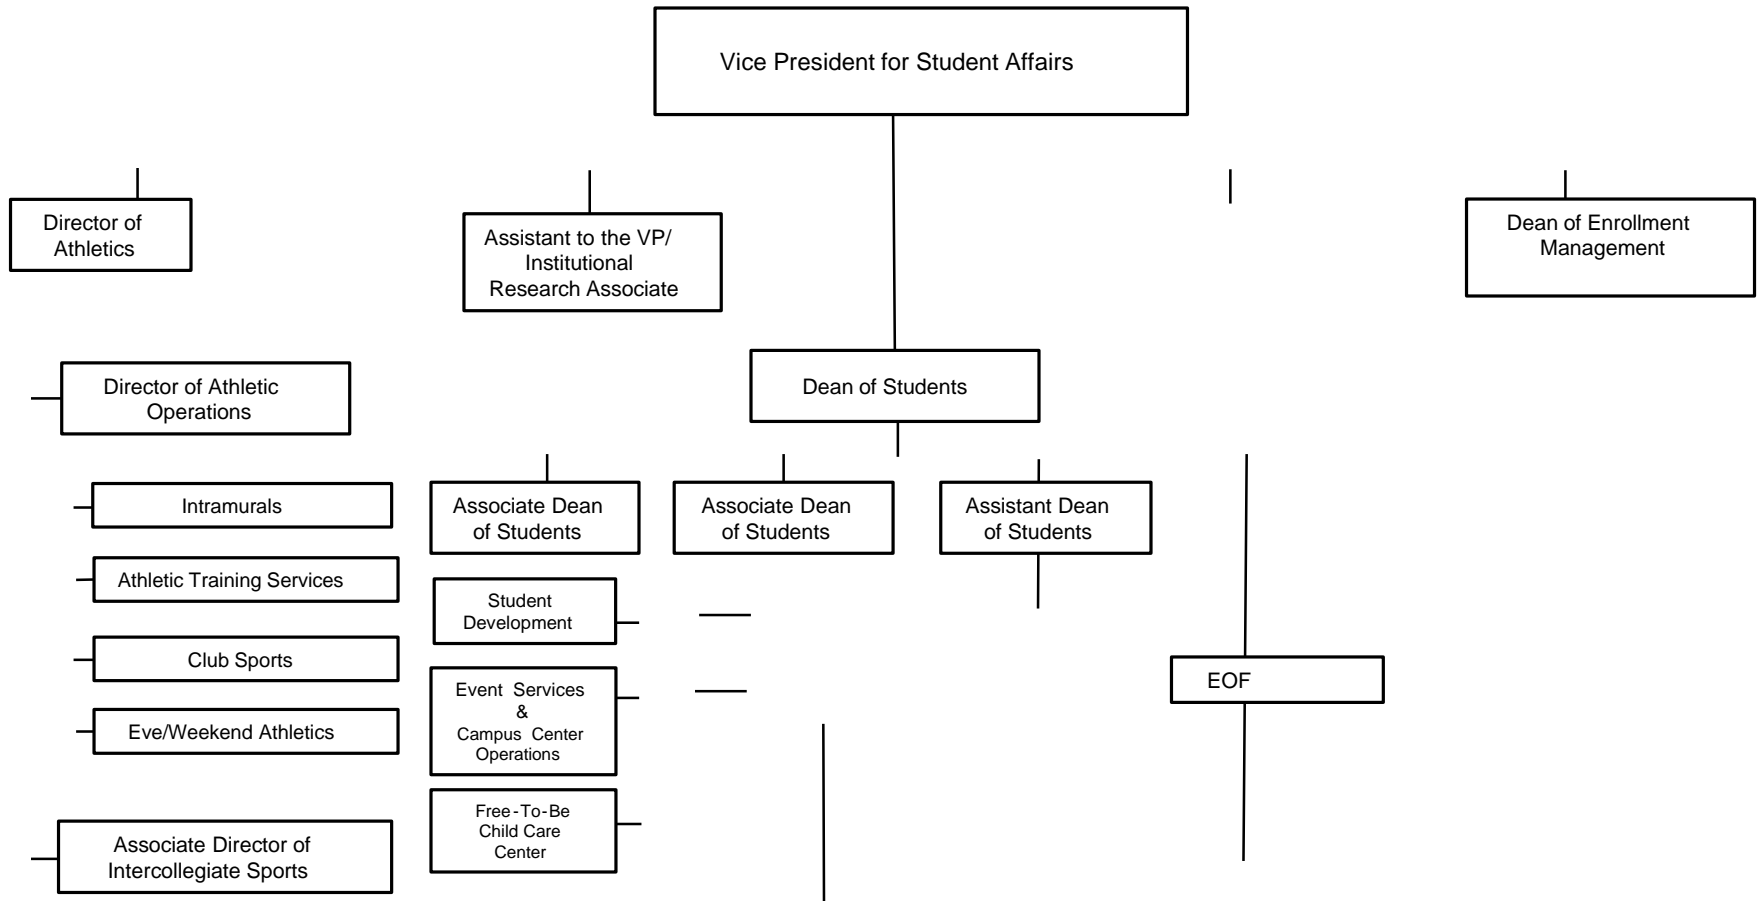 Vice President for Student Affairs
Director of
Athletics
Assistant to the VP/
Institutional
Research Associate
Dean of Enrollment
Management
Director of Athletic
Operations
Dean of Students
Intramurals
Athletic Training Services
Club Sports
Eve/Weekend Athletics
Associate Director of
Intercollegiate Sports
Associate Dean
of Students
Student
Development
Event Services
&
Campus Center
Operations
Free-To-Be
Child Care
Center
Associate Dean
of Students
Assistant Dean
of Students
EOF